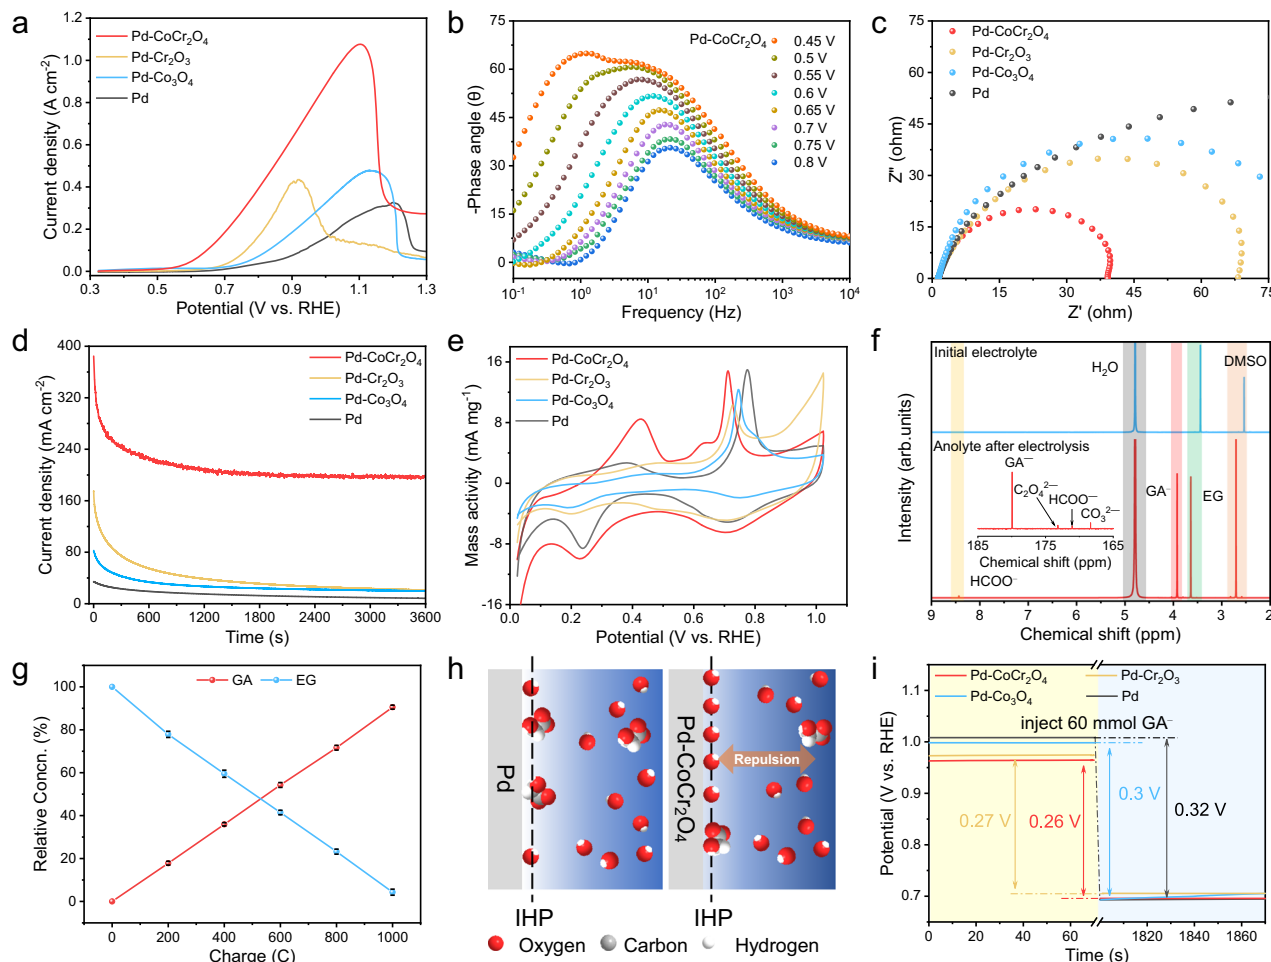 a
1.2
1.0
0.8
0.6
0.4
0.2
0.0
Current density (A cm⁻²)
Pd-CoCr₂O₄
Pd-Cr₂O₃
Pd-Co₃O₄
Pd
0.3 0.5 0.7 0.9 1.1 1.3
Potential (V vs. RHE)
b
75
60
45
30
15
0
-Phase angle (θ)
Pd-CoCr₂O₄
0.45 V
0.5 V
0.55 V
0.6 V
0.65 V
0.7 V
0.75 V
0.8 V
10⁻¹ 10⁰ 10¹ 10² 10³ 10⁴
Frequency (Hz)
c
75
60
45
30
15
0
Z'' (ohm)
Pd-CoCr₂O₄
Pd-Cr₂O₃
Pd-Co₃O₄
Pd
0 15 30 45 60 75
Z' (ohm)
d
400
320
240
160
80
0
Current density (mA cm⁻²)
Pd-CoCr₂O₄
Pd-Cr₂O₃
Pd-Co₃O₄
Pd
0 600 1200 1800 2400 3000 3600
Time (s)
e
16
8
0
-8
-16
Mass activity (mA mg⁻¹)
Pd-CoCr₂O₄
Pd-Cr₂O₃
Pd-Co₃O₄
Pd
0.0 0.2 0.4 0.6 0.8 1.0
Potential (V vs. RHE)
f
Intensity (arb.units)
Initial electrolyte
H₂O
DMSO
Anolyte after electrolysis
GA⁻
C₂O₄²⁻
HCOO⁻
CO₃²⁻
185 175 165
Chemical shift (ppm)
GA⁻
EG
HCOO⁻
9 8 7 6 5 4 3 2
Chemical shift (ppm)
g
100
80
60
40
20
0
Relative Concn. (%)
GA EG
0 200 400 600 800 1000
Charge (C)
h
Pd
Pd-CoCr₂O₄
Repulsion
IHP IHP
Oxygen Carbon Hydrogen
i
1.1
1.0
0.9
0.8
0.7
Potential (V vs. RHE)
Pd-CoCr₂O₄ Pd-Cr₂O₃
Pd-Co₃O₄ Pd
inject 60 mmol GA⁻
0.27 V
0.26 V
0.3 V
0.32 V
0 20 40 60 1820 1840 1860
Time (s)